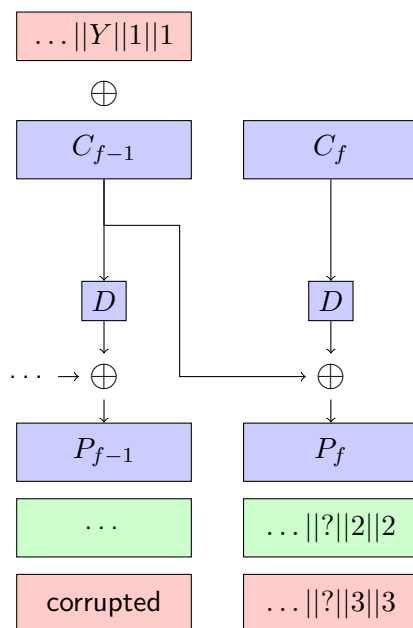 ...||Y||1||1
⊕
C_{f−1} C_f
D D
... ⊕ ⊕
P_{f−1} P_f
... ...||?||2||2
corrupted ...||?||3||3